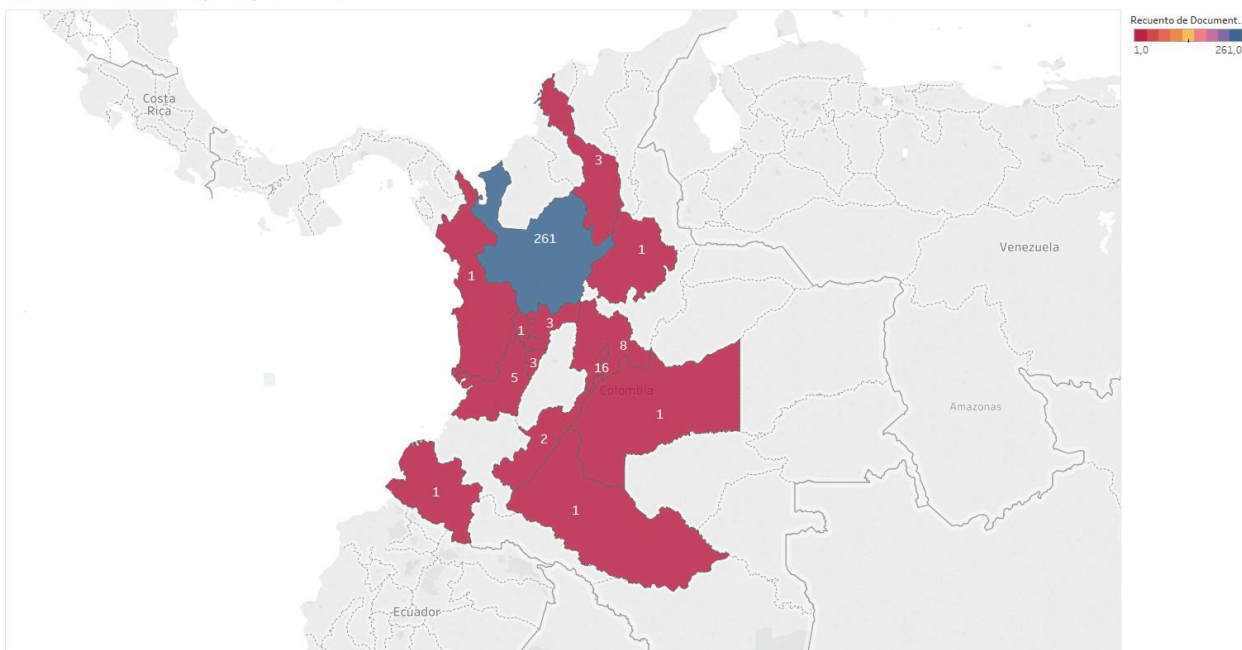 Recuento de Document..
1,0 261,0
Costa
Rica
3
Venezuela
261
1
1
3
1
8
3
16
5
Colombia
1
Amazonas
2
1
1
Ecuador